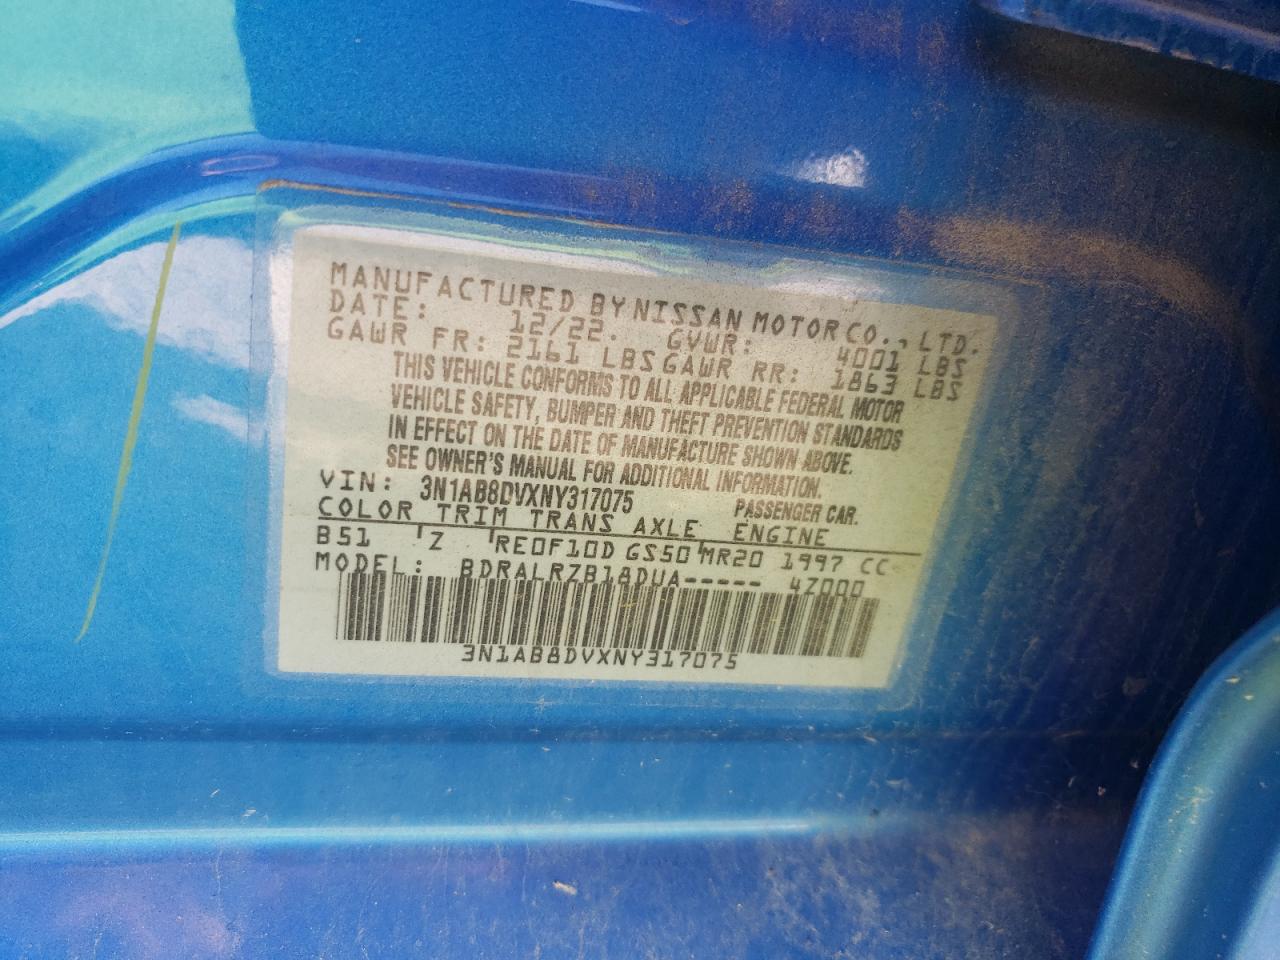 MANUFACTURED BY NISSAN MOTOR CO., LTD.
DATE: 12/22. GVWR: 4001 LBS
GAWR FR: 2161 LBS GAWR RR: 1863 LBS
THIS VEHICLE CONFORMS TO ALL APPLICABLE FEDERAL MOTOR
VEHICLE SAFETY, BUMPER AND THEFT PREVENTION STANDARDS
IN EFFECT ON THE DATE OF MANUFACTURE SHOWN ABOVE.
SEE OWNER'S MANUAL FOR ADDITIONAL INFORMATION.
VIN: 3N1AB8DVXNY317075 PASSENGER CAR.
COLOR TRIM TRANS AXLE ENGINE
B51 Z RE0F10D GS50 MR20 1997 CC
MODEL: BDRALRZB18DUA----- 4Z000
3N1AB8DVXNY317075